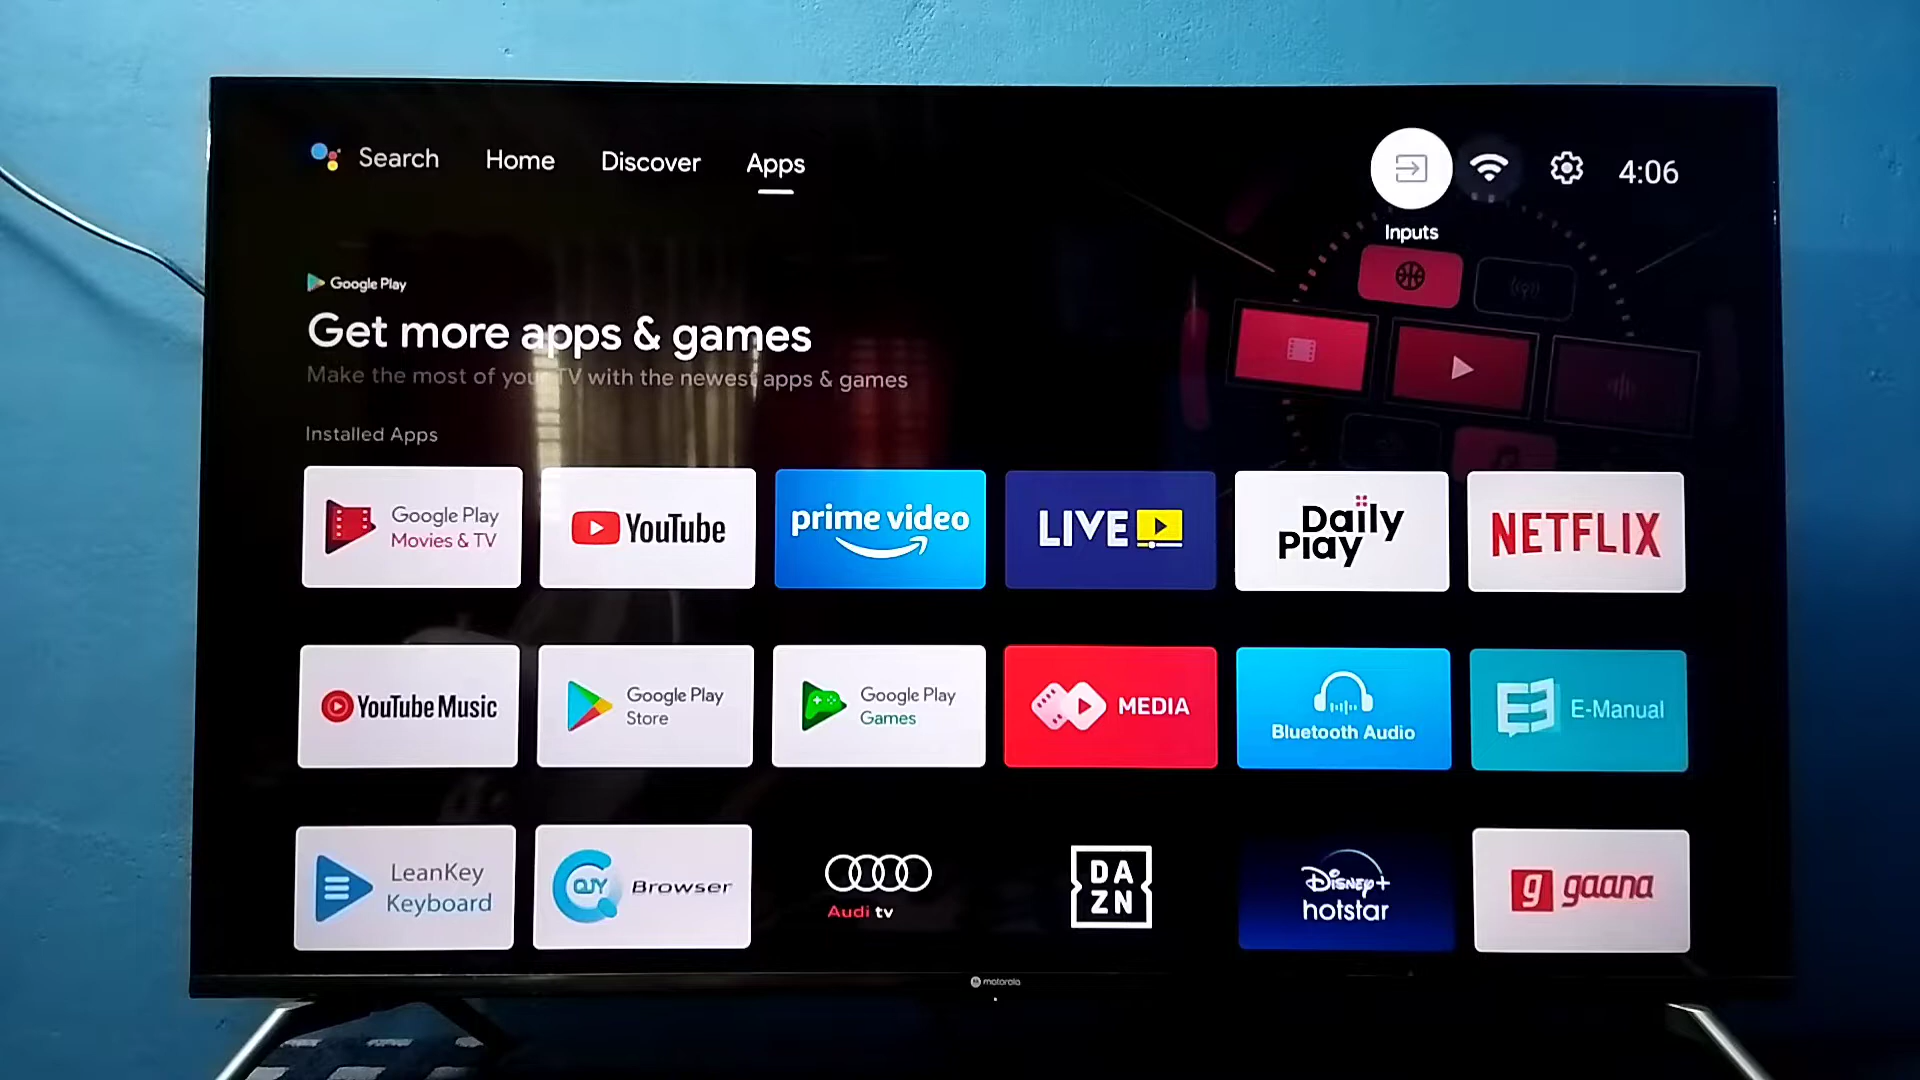 Search Home Discover Apps 4:06
Inputs
Google Play
Get more apps & games
Make the most of your TV with the newest apps & games
Installed Apps
Google Play
Movies & TV
YouTube
prime video
LIVE
Daily
Play
NETFLIX
YouTube Music
Google Play
Store
Google Play
Games
MEDIA
Bluetooth Audio
E-Manual
LeanKey
Keyboard
QJY Browser
Audi tv
DA
ZN
Disney+
hotstar
g gaana
motorola